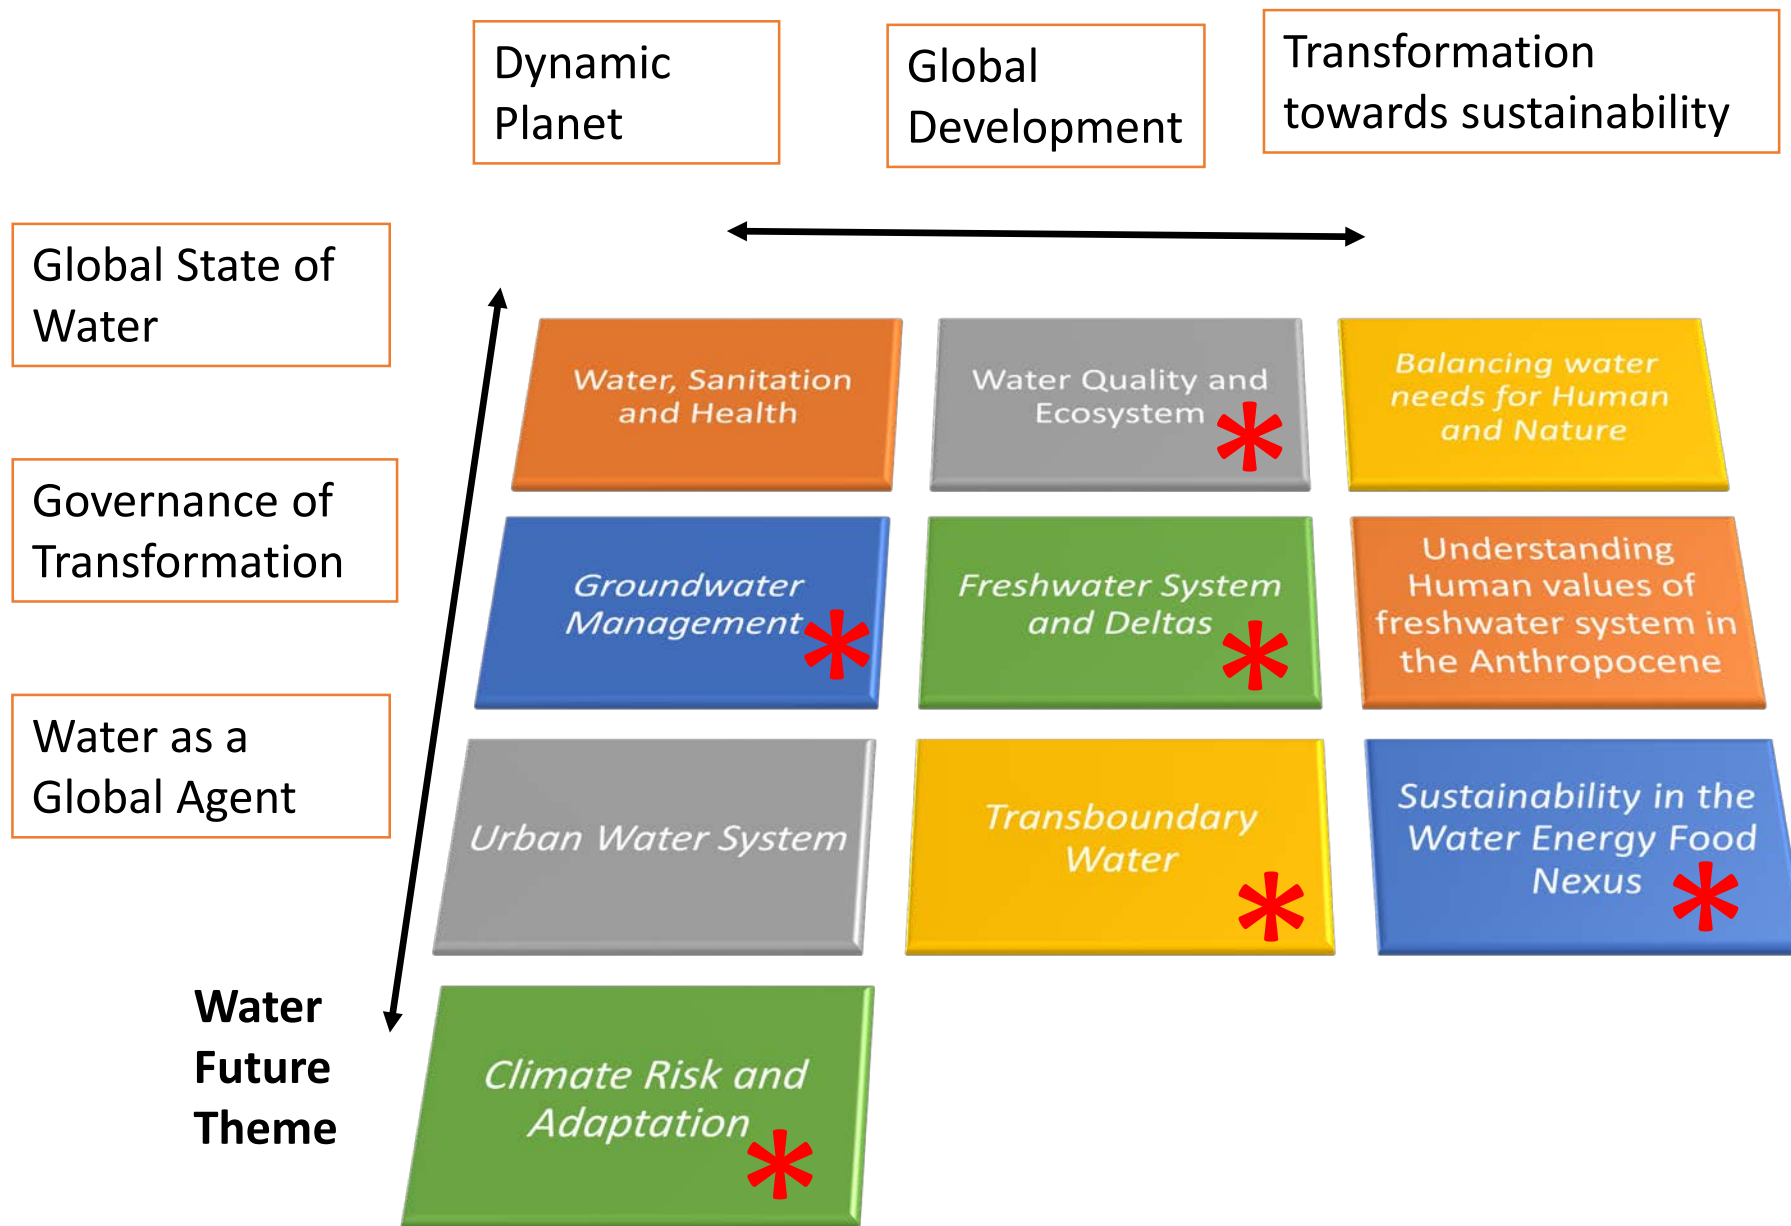 Dynamic
Planet
Global
Development
Transformation
towards sustainability
Global State of
Water
Governance of
Transformation
Water as a
Global Agent
Water
Future
Theme
Water, Sanitation
and Health
Water Quality and
Ecosystem
*
Balancing water
needs for Human
and Nature
Groundwater
Management
*
Freshwater System
and Deltas
*
Understanding
Human values of
freshwater system in
the Anthropocene
Urban Water System
Transboundary
Water
*
Sustainability in the
Water Energy Food
Nexus
*
Climate Risk and
Adaptation
*